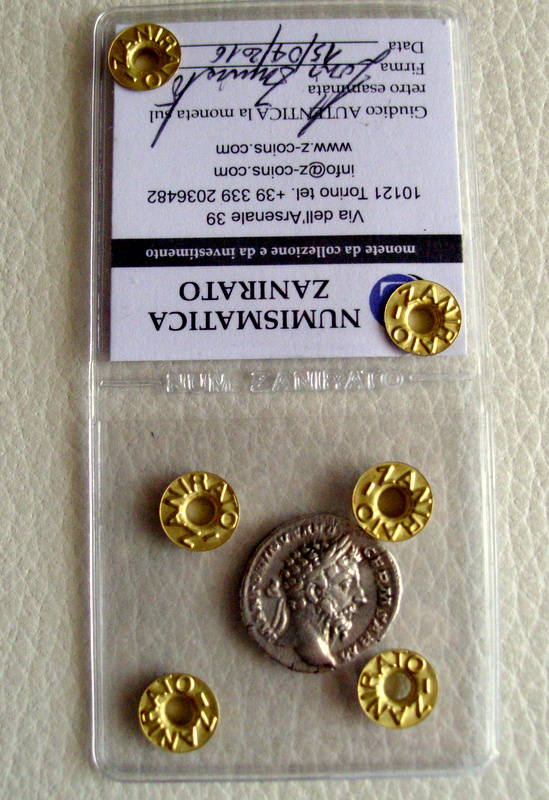 NUMISMATICA
ZANIRATO
monete da collezione e da investimento
Via dell'Arsenale 39
10121 Torino tel. +39 339 2036482
info@z-coins.com
www.z-coins.com
Giudico AUTENTICA la moneta sul
retro esaminata
Firma
Data 15/04/2016
ZANIRATO
ZANIRATO
NUM ZANIRATO
ZANIRATO
ZANIRATO
ZANIRATO
ZANIRATO